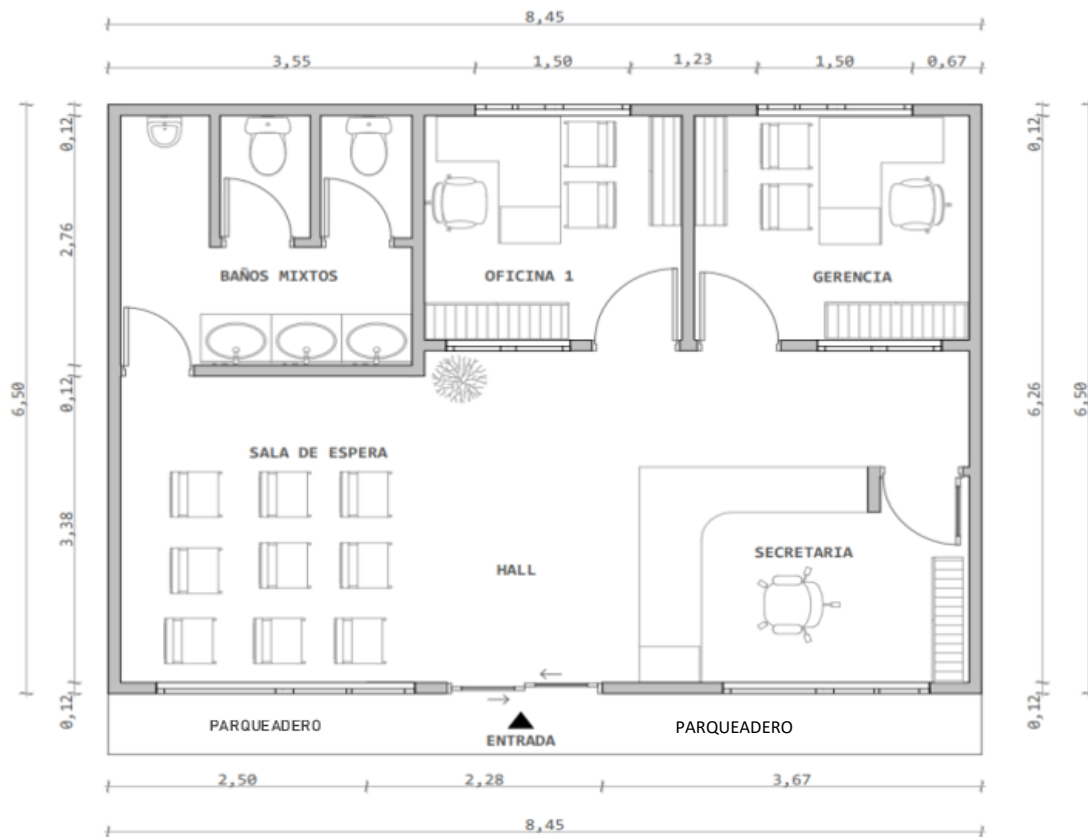 8,45
3,55
1,50
1,23
1,50
0,67
0,12
2,76
0,12
3,38
0,12
6,50
0,12
6,26
0,12
6,50
BAÑOS MIXTOS
OFICINA 1
GERENCIA
SALA DE ESPERA
HALL
SECRETARIA
PARQUEADERO
ENTRADA
PARQUEADERO
2,50
2,28
3,67
8,45